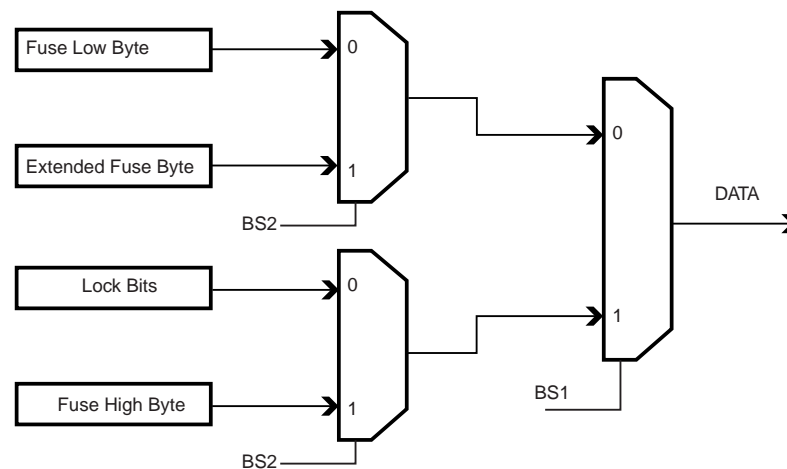 Fuse Low Byte
0
Extended Fuse Byte
1
BS2
0
DATA
Lock Bits
0
1
Fuse High Byte
1
BS1
BS2